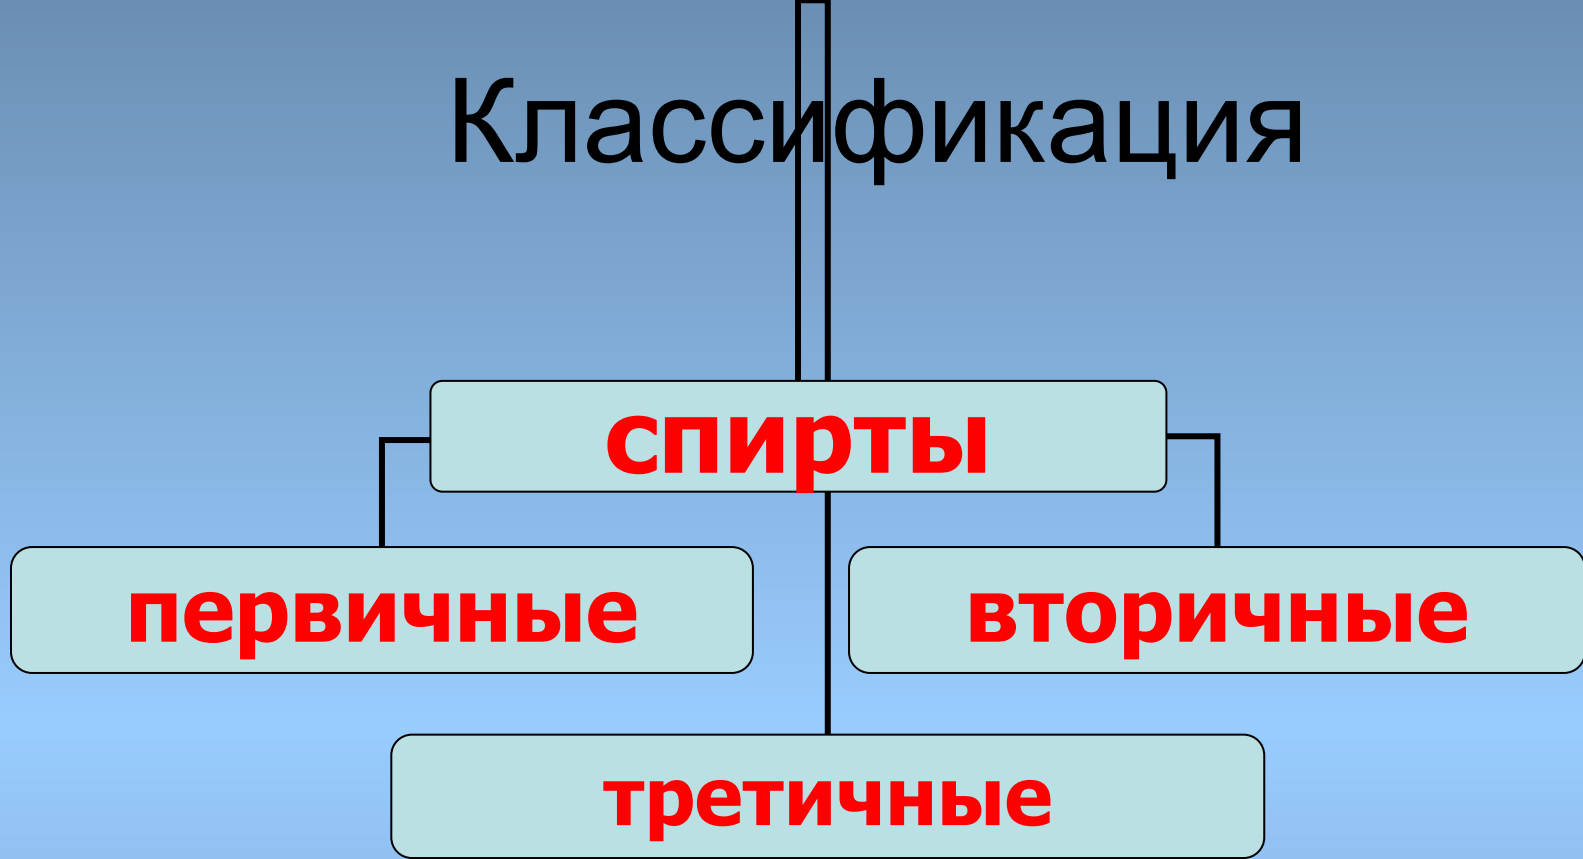 Классификация
спирты
первичные
вторичные
третичные